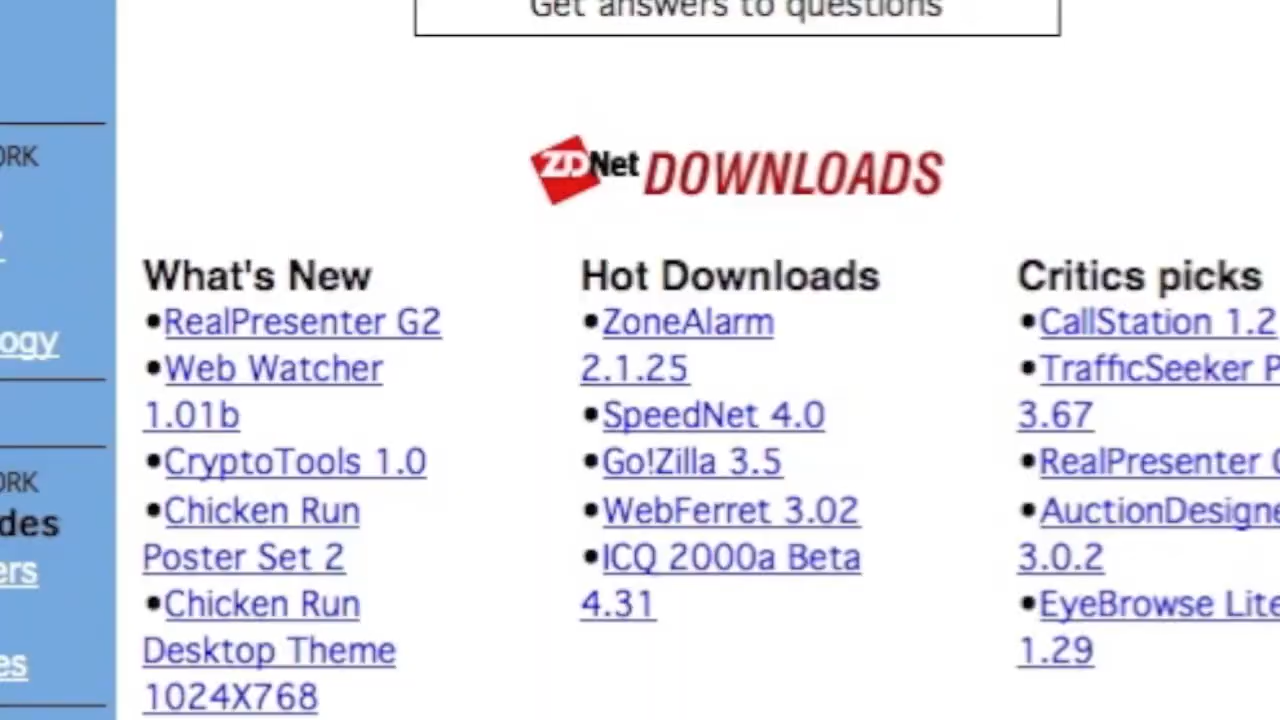 Get answers to questions
ORK
ogy
ORK
des
ers
es
ZDNet DOWNLOADS
What's New
•RealPresenter G2
•Web Watcher
1.01b
•CryptoTools 1.0
•Chicken Run
Poster Set 2
•Chicken Run
Desktop Theme
1024X768
Hot Downloads
•ZoneAlarm
2.1.25
•SpeedNet 4.0
•Go!Zilla 3.5
•WebFerret 3.02
•ICQ 2000a Beta
4.31
Critics picks
•CallStation 1.2
•TrafficSeeker P
3.67
•RealPresenter
•AuctionDesigne
3.0.2
•EyeBrowse Lite
1.29